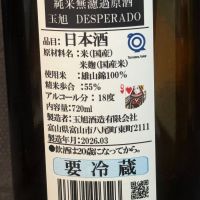 純米無濾過原酒
玉旭 DESPERADO
品目：日本酒
原材料名：米(国産)
米麹(国産米)
使用米：雄山錦100%
精米歩合：55%
アルコール分：18度
内容量：720ml
製造者：玉旭酒造有限会社
富山県富山市八尾町東町2111
製造年月：2026.03
●飲酒は20歳になってから。
要冷蔵